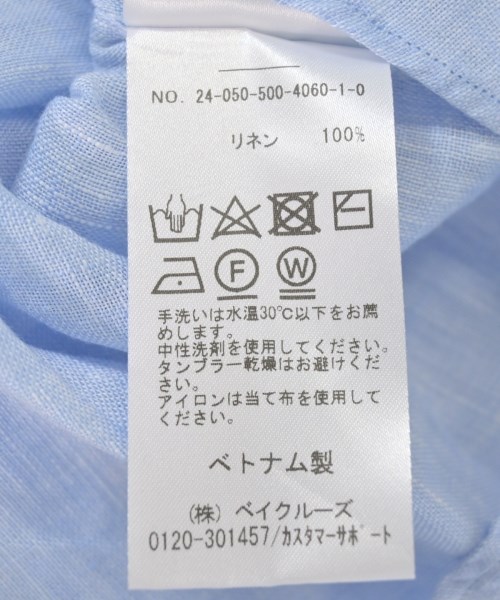 NO. 24-050-500-4060-1-0
リネン 100%
F W
手洗いは水温30℃以下をお薦
めします。
中性洗剤を使用してください。
タンブラー乾燥はお避けくだ
さい。
アイロンは当て布を使用して
ください。
ベトナム製
(株) ベイクルーズ
0120-301457/カスタマーサポート